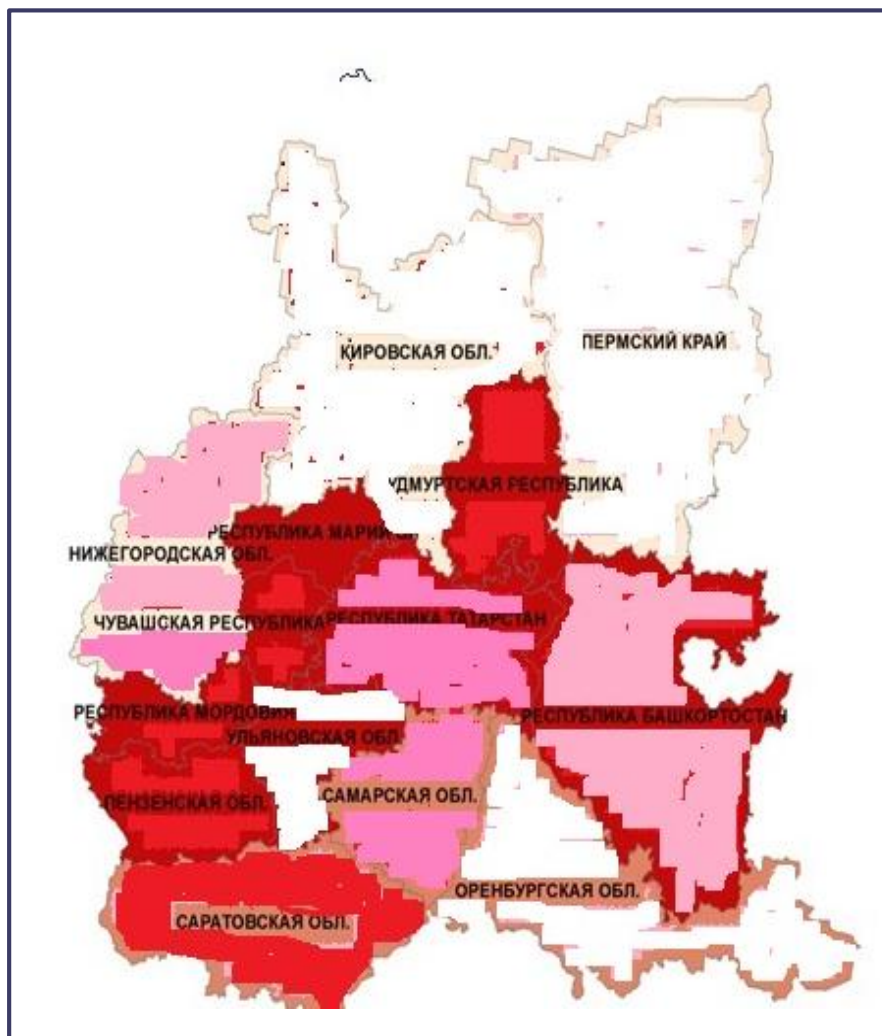 КИРОВСКАЯ ОБЛ.
ПЕРМСКИЙ КРАЙ
УДМУРТСКАЯ РЕСПУБЛИКА
РЕСПУБЛИКА МАРИЙ
НИЖЕГОРОДСКАЯ ОБЛ.
ЧУВАШСКАЯ РЕСПУБЛИКА
РЕСПУБЛИКА ТАТАРСТАН
РЕСПУБЛИКА МОРДОВИЯ
РЕСПУБЛИКА БАШКОРТОСТАН
УЛЬЯНОВСКАЯ ОБЛ.
ПЕНЗЕНСКАЯ ОБЛ.
САМАРСКАЯ ОБЛ.
ОРЕНБУРГСКАЯ ОБЛ.
САРАТОВСКАЯ ОБЛ.